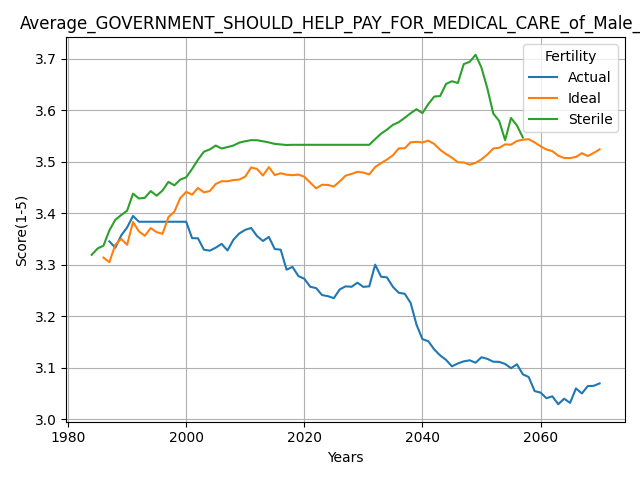 Average_GOVERNMENT_SHOULD_HELP_PAY_FOR_MEDICAL_CARE_of_Male_
Fertility
Actual
Ideal
Sterile
Score(1-5)
3.7
3.6
3.5
3.4
3.3
3.2
3.1
3.0
1980 2000 2020 2040 2060
Years